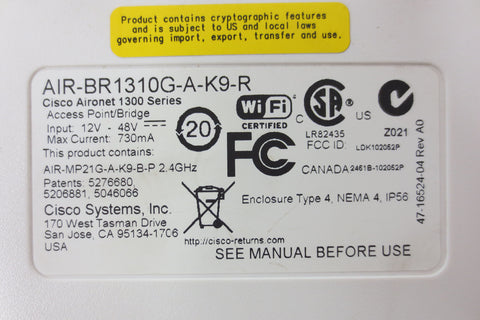 Product contains cryptographic features
and is subject to US and local laws
governing import, export, transfer and use.
AIR-BR1310G-A-K9-R
Cisco Aironet 1300 Series
Access Point/Bridge
Input: 12V - 48V
Max Current: 730mA
This product contains:
AIR-MP21G-A-K9-B-P 2.4GHz
Patents: 5276680,
5206881, 5046066
Cisco Systems, Inc.
170 West Tasman Drive
San Jose, CA 95134-1706
USA
20
Wi Fi
CERTIFIED
FC
C
SA
LR82435
N
Z021
FCC ID: LDK102052P
CANADA 2461B-102052P
Enclosure Type 4, NEMA 4, IP56
http://cisco-returns.com
SEE MANUAL BEFORE USE
47-16524-04 Rev A0